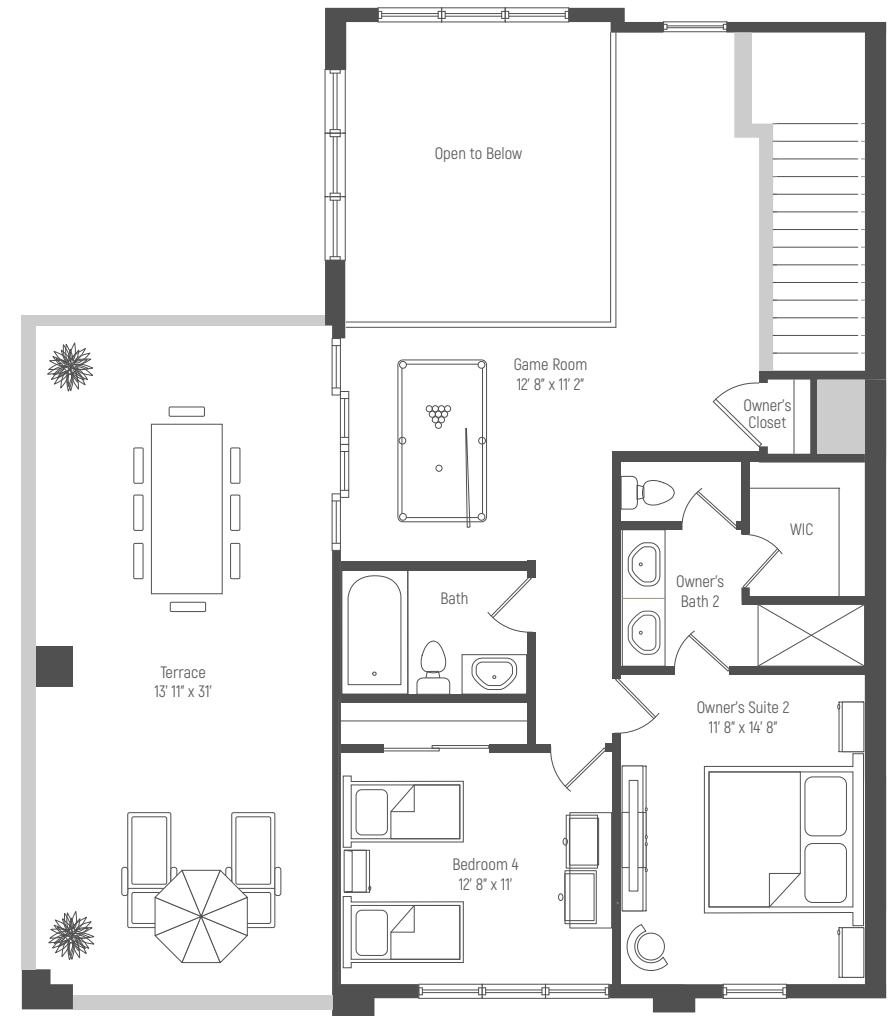 Open to Below
Game Room
12' 8" x 11' 2"
Owner's
Closet
WIC
Owner's
Bath 2
Bath
Terrace
13' 11" x 31'
Owner's Suite 2
11' 8" x 14' 8"
Bedroom 4
12' 8" x 11'